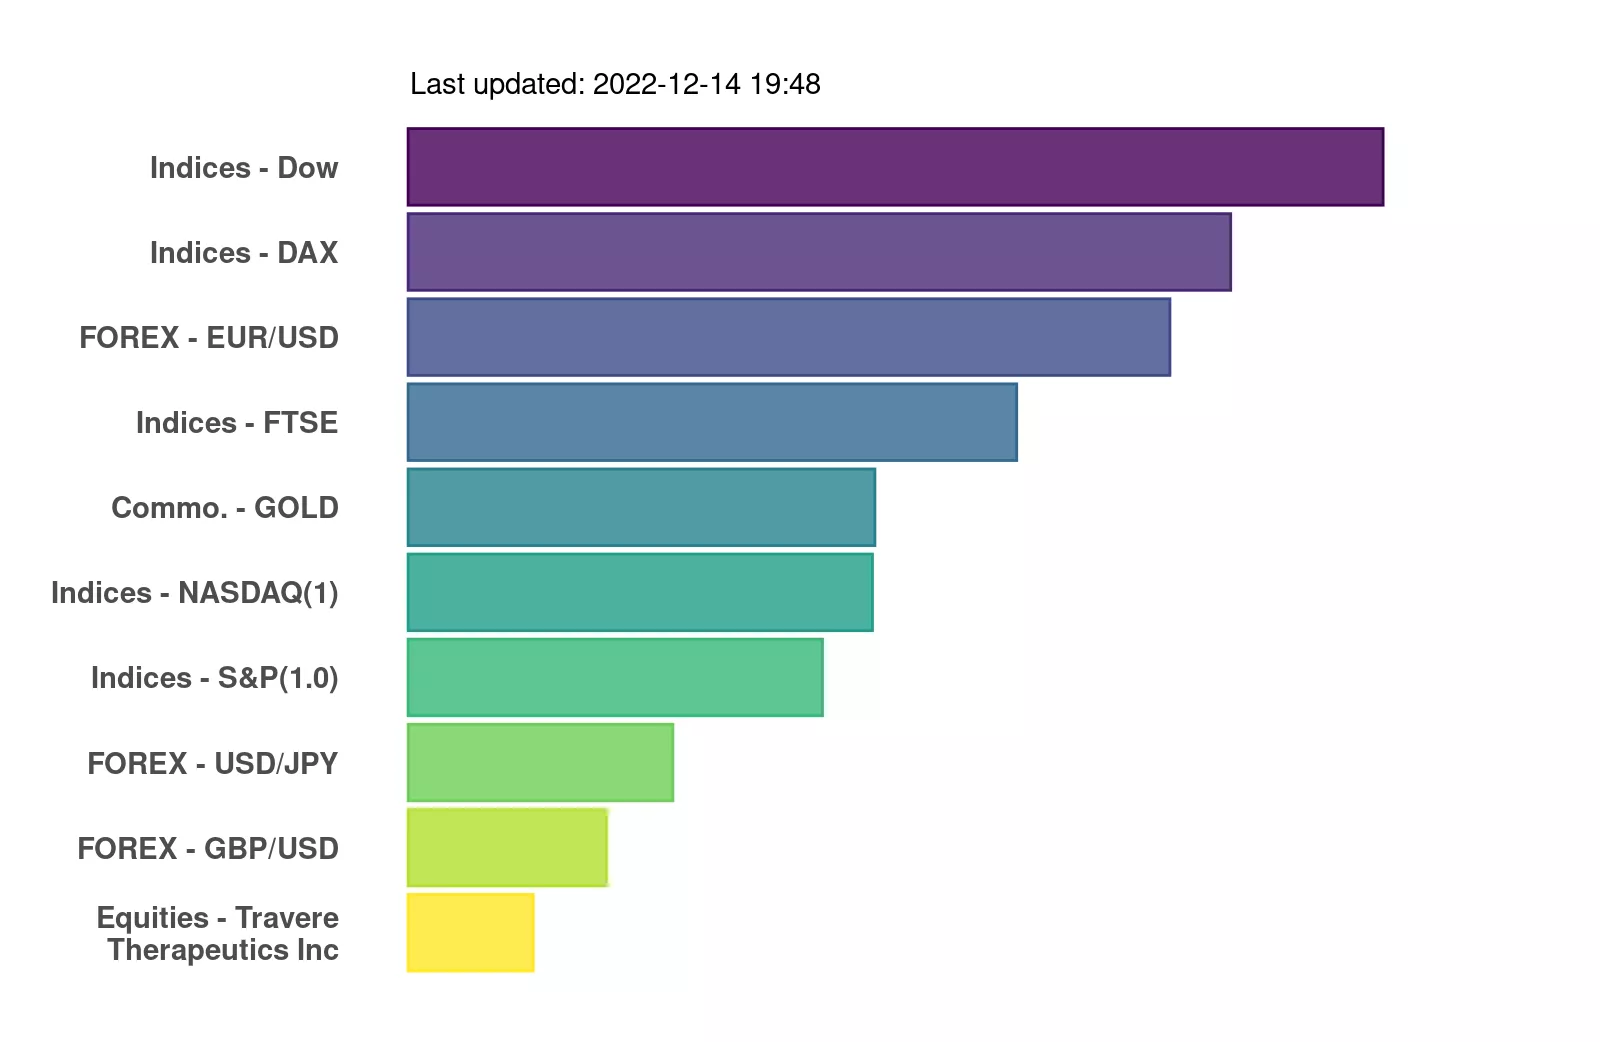 Last updated: 2022-12-14 19:48
Indices - Dow
Indices - DAX
FOREX - EUR/USD
Indices - FTSE
Commo. - GOLD
Indices - NASDAQ(1)
Indices - S&P(1.0)
FOREX - USD/JPY
FOREX - GBP/USD
Equities - Travere
Therapeutics Inc